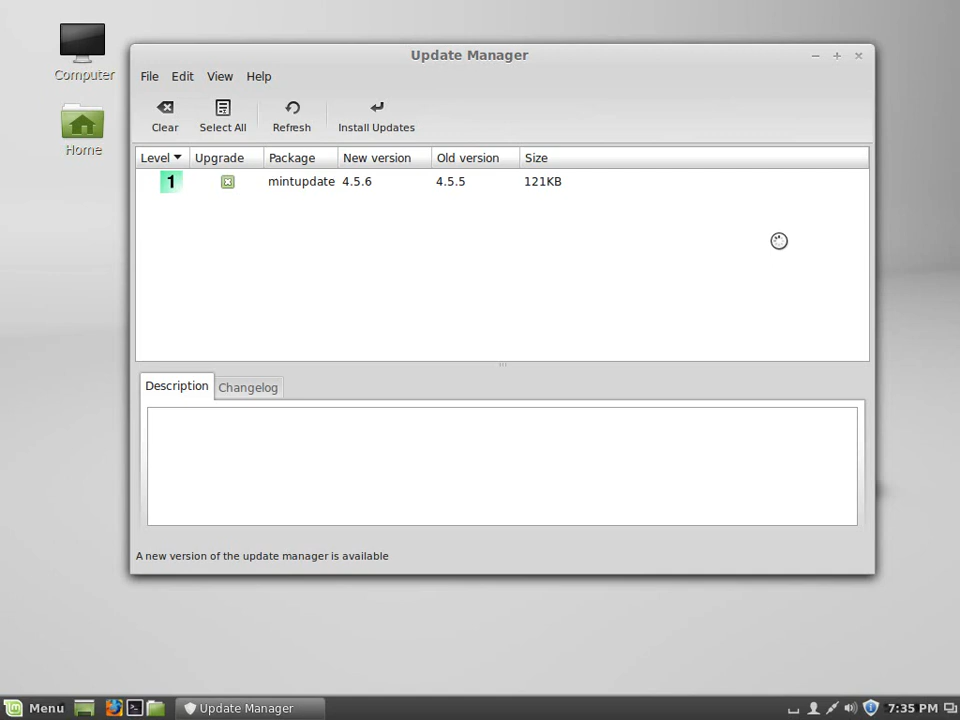 Computer
Home
Update Manager
File Edit View Help
Clear Select All Refresh Install Updates
Level Upgrade Package New version Old version Size
1 mintupdate 4.5.6 4.5.5 121KB
Description Changelog
A new version of the update manager is available
Menu Update Manager 7:35 PM